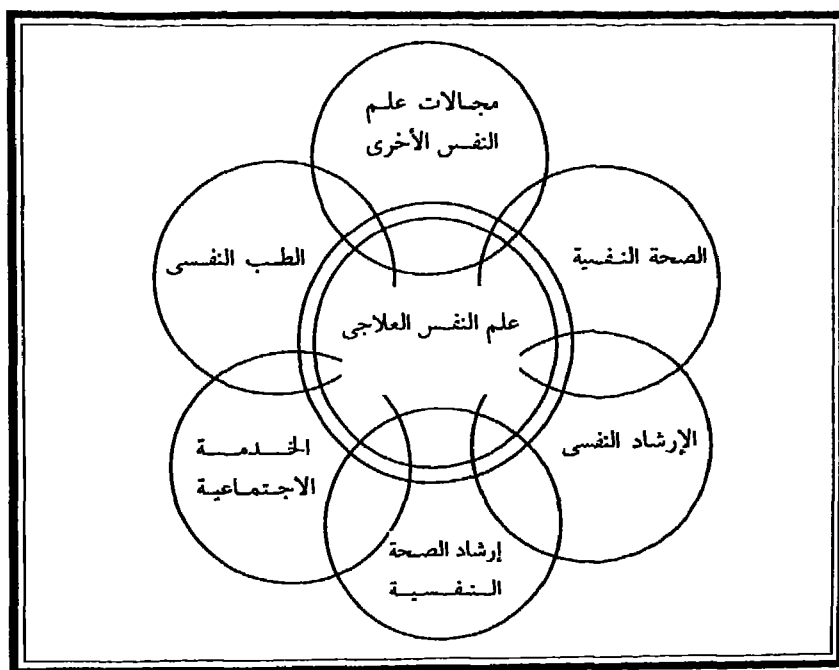 مجالات علم
النفس الأخرى
الصحة النفسية
الطب النفسى
علم النفس العلاجى
الإرشاد النفسى
الخدمة
الاجتماعية
إرشاد الصحة
النفسية